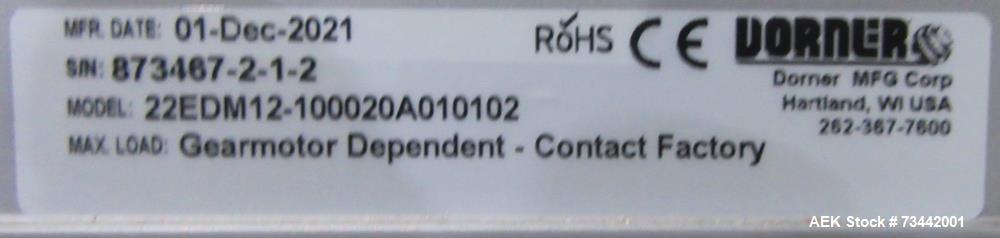 MFR. DATE: 01-Dec-2021
S/N: 873467-2-1-2
MODEL: 22EDM12-100020A010102
MAX. LOAD: Gearmotor Dependent - Contact Factory
RoHS CE DORNER
Dorner MFG Corp
Hartland, WI USA
262-367-7600
AEK Stock # 73442001